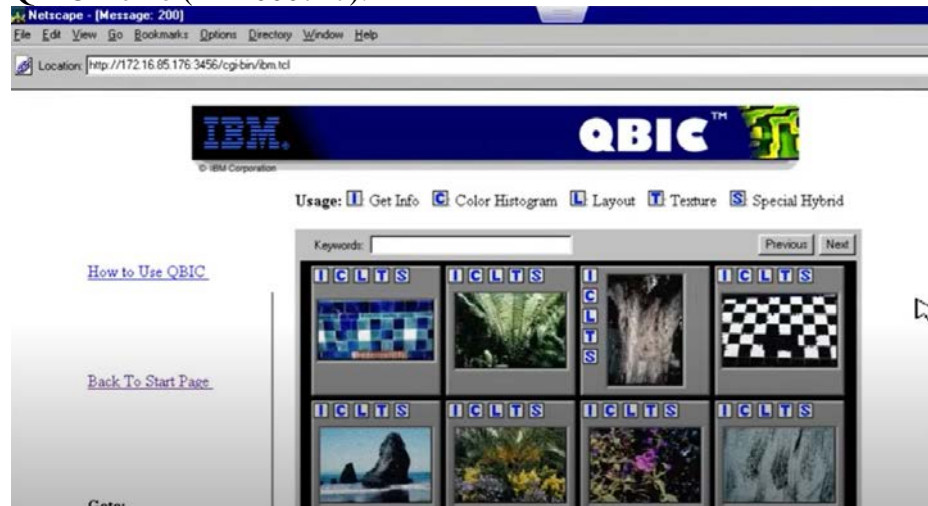 Netscape - [Message: 200]
File Edit View Go Bookmarks Options Directory Window Help
Location: http://172.16.85.176:3456/cgi-bin/ibm.tcl
IBM® QBIC™
© IBM Corporation
Usage: I: Get Info C: Color Histogram L: Layout T: Texture S: Special Hybrid
Keywords: Previous Next
How to Use QBIC
I C L T S I C L T S I C L T S I C L T S
Back To Start Page
I C L T S I C L T S I C L T S I C L T S